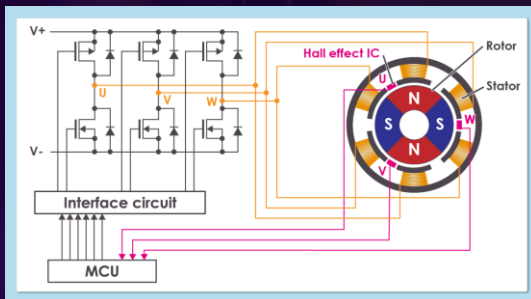 V+
Hall effect IC
Rotor
U
Stator
N
U
V
W
S
S
W
N
V-
V
Interface circuit
MCU